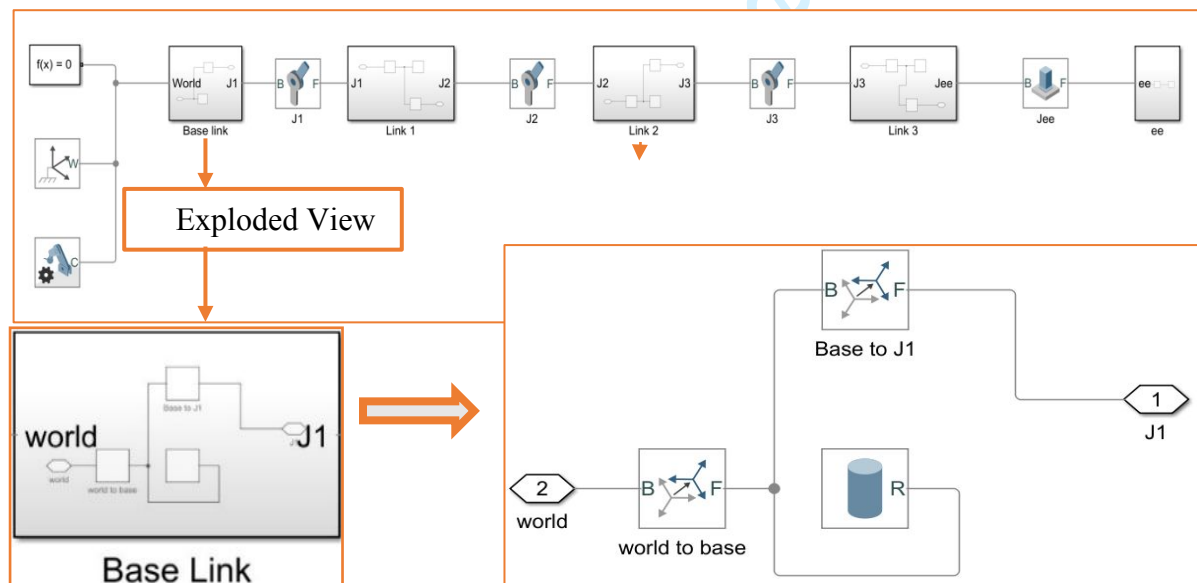 f(x) = 0
W
C
World J1
Base link
B F
J1
J1 J2
Link 1
B F
J2
J2 J3
Link 2
B F
J3
J3 Jee
Link 3
B F
Jee
ee
ee
Exploded View
world J1
Base to J1
world
world to base
Base Link
B F
Base to J1
1
J1
2
world
B F
world to base
R